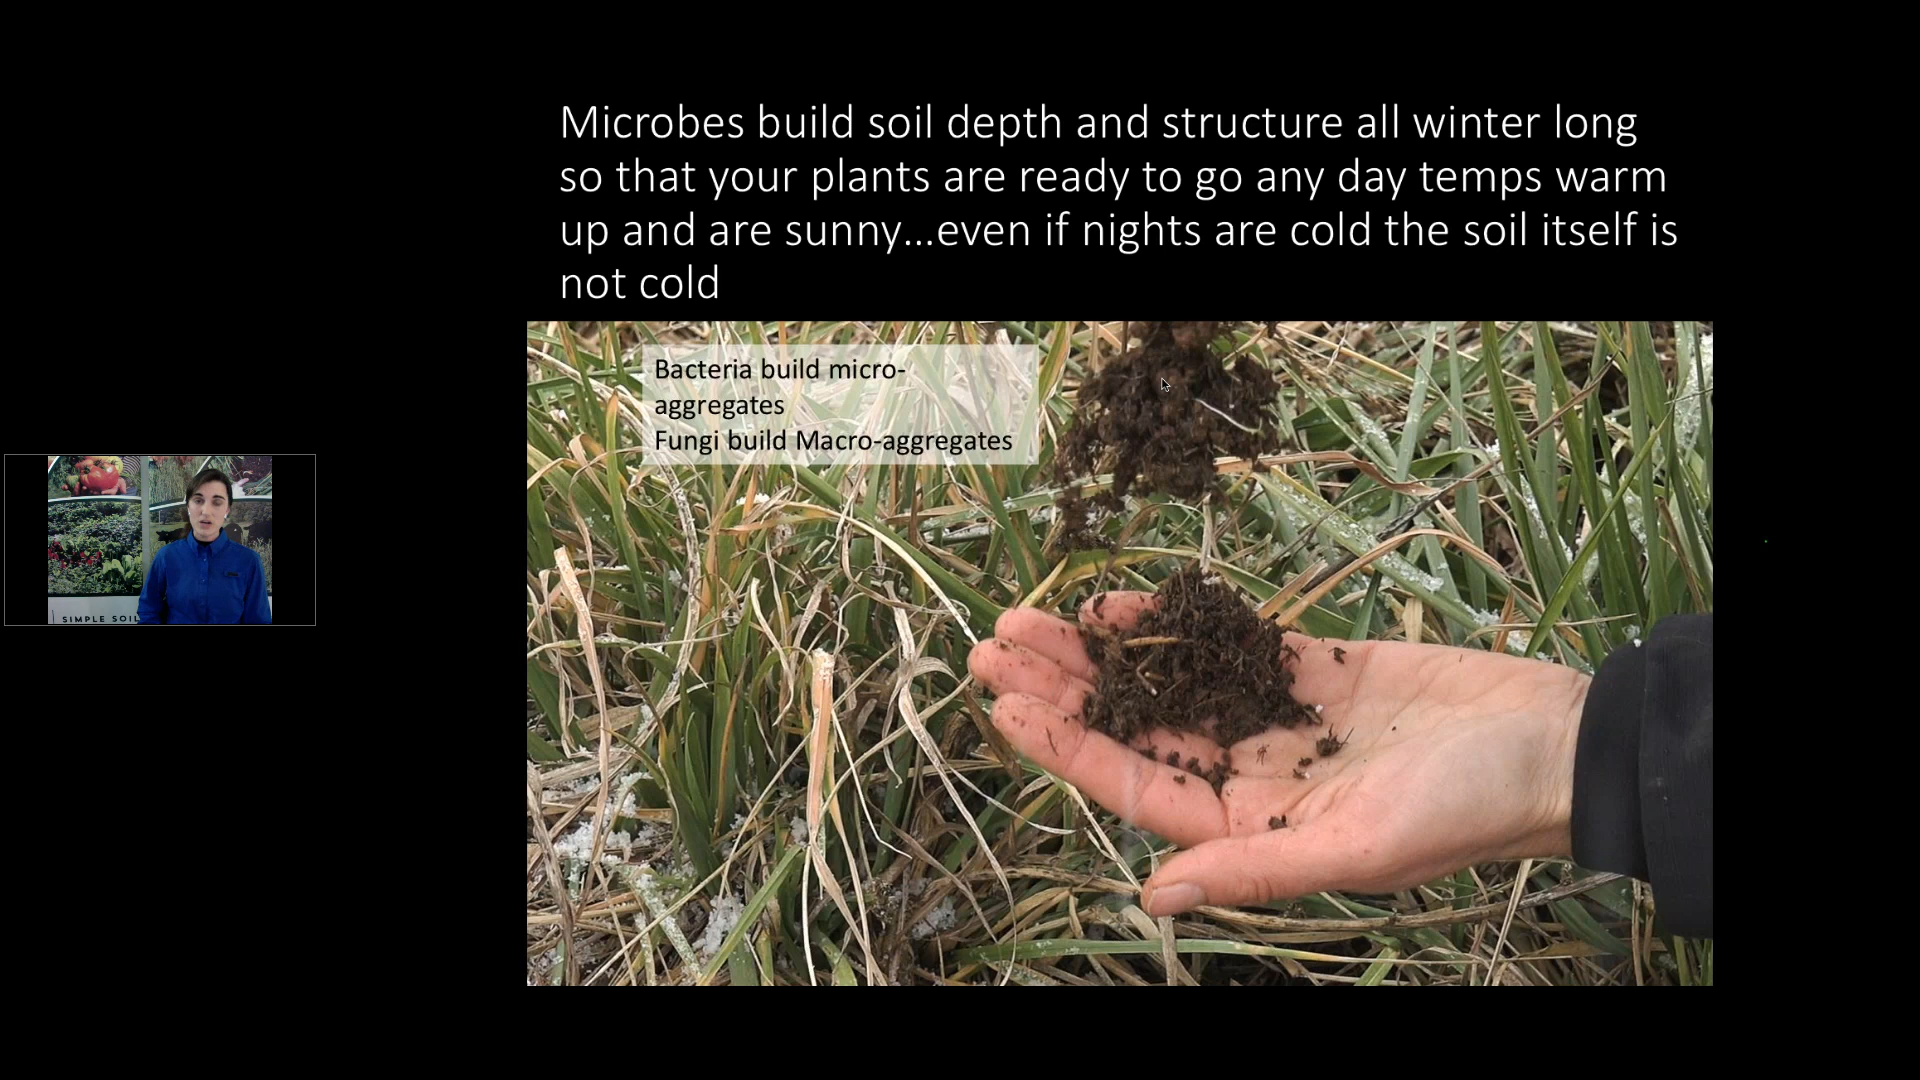 Microbes build soil depth and structure all winter long
so that your plants are ready to go any day temps warm
up and are sunny...even if nights are cold the soil itself is
not cold
Bacteria build micro-
aggregates
Fungi build Macro-aggregates
SIMPLE SOIL